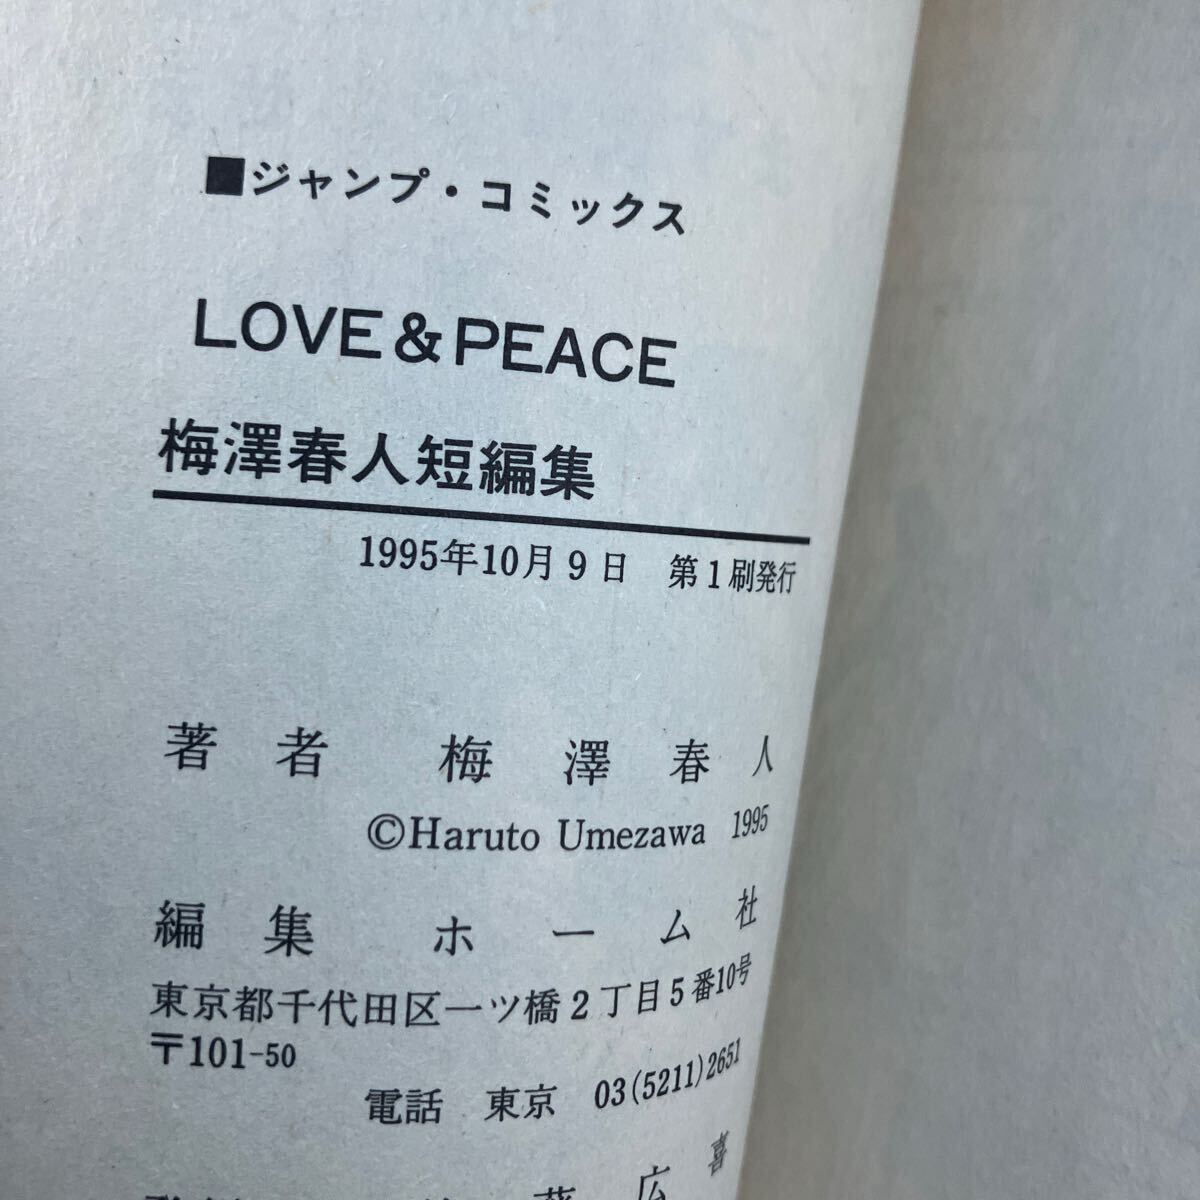 ■ジャンプ・コミックス
LOVE&PEACE
梅澤春人短編集
1995年10月9日 第1刷発行
著者 梅澤春人
©Haruto Umezawa 1995
編集 ホーム社
東京都千代田区一ツ橋2丁目5番10号
〒101-50
電話 東京 03(5211)2651
広喜